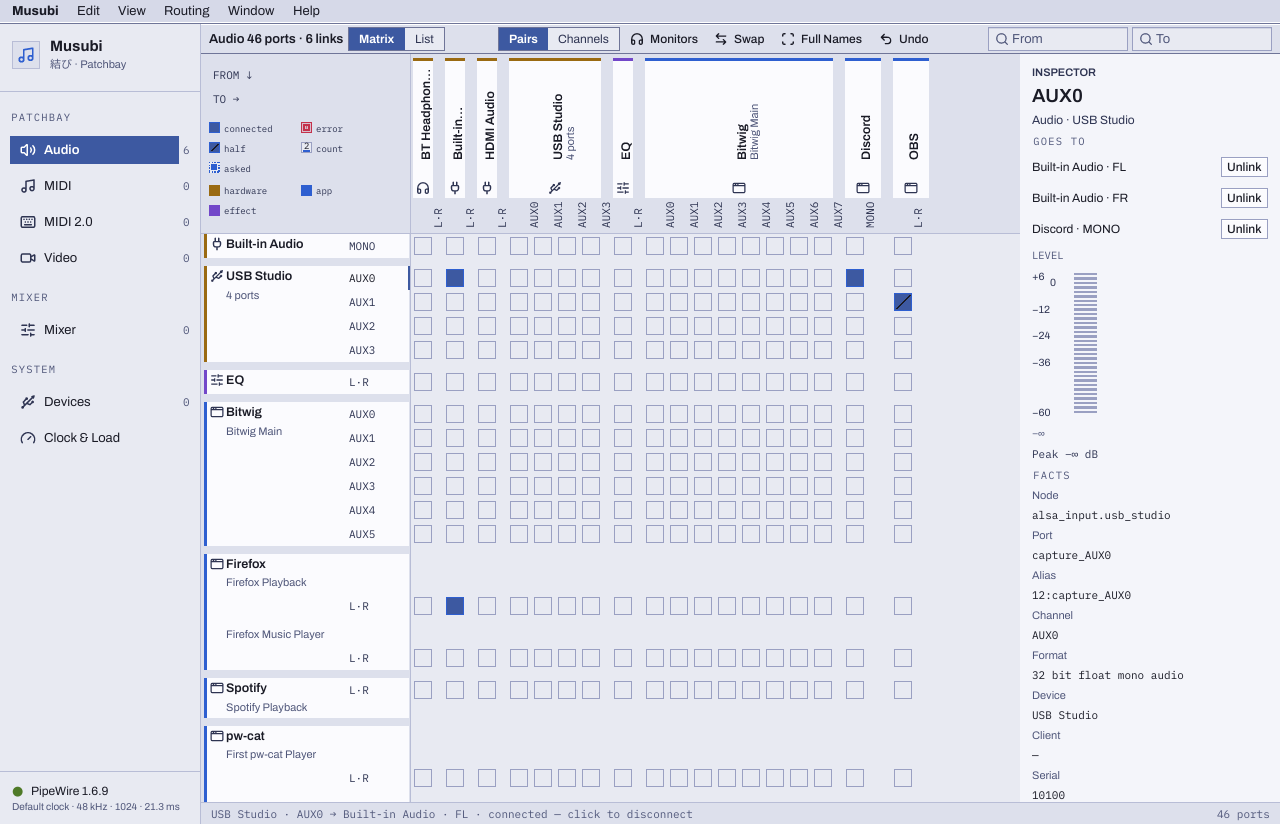 Musubi Edit View Routing Window Help
Musubi
結び · Patchbay
PATCHBAY
Audio 6
MIDI 0
MIDI 2.0 0
Video 0
MIXER
Mixer 0
SYSTEM
Devices 0
Clock & Load
PipeWire 1.6.9
Default clock · 48 kHz · 1024 · 21.3 ms
Audio 46 ports · 6 links Matrix List Pairs Channels Monitors Swap Full Names Undo From To
FROM ↓
TO →
connected error
half 2 count
asked
hardware app
effect
BT Headphon…
Built-in…
HDMI Audio
USB Studio
4 ports
EQ
Bitwig
Bitwig Main
Discord
OBS
L·R L·R L·R AUX0 AUX1 AUX2 AUX3 L·R AUX0 AUX1 AUX2 AUX3 AUX4 AUX5 AUX6 AUX7 MONO L·R
Built-in Audio MONO
USB Studio AUX0
4 ports
AUX1
AUX2
AUX3
EQ L·R
Bitwig AUX0
Bitwig Main
AUX1
AUX2
AUX3
AUX4
AUX5
Firefox
Firefox Playback
L·R
Firefox Music Player
L·R
Spotify L·R
Spotify Playback
pw-cat
First pw-cat Player
L·R
INSPECTOR
AUX0
Audio · USB Studio
GOES TO
Built-in Audio · FL Unlink
Built-in Audio · FR Unlink
Discord · MONO Unlink
LEVEL
+6
0
−12
−24
−36
−60
−∞
Peak −∞ dB
FACTS
Node
alsa_input.usb_studio
Port
capture_AUX0
Alias
12:capture_AUX0
Channel
AUX0
Format
32 bit float mono audio
Device
USB Studio
Client
—
Serial
10100
USB Studio · AUX0 → Built-in Audio · FL · connected — click to disconnect 46 ports